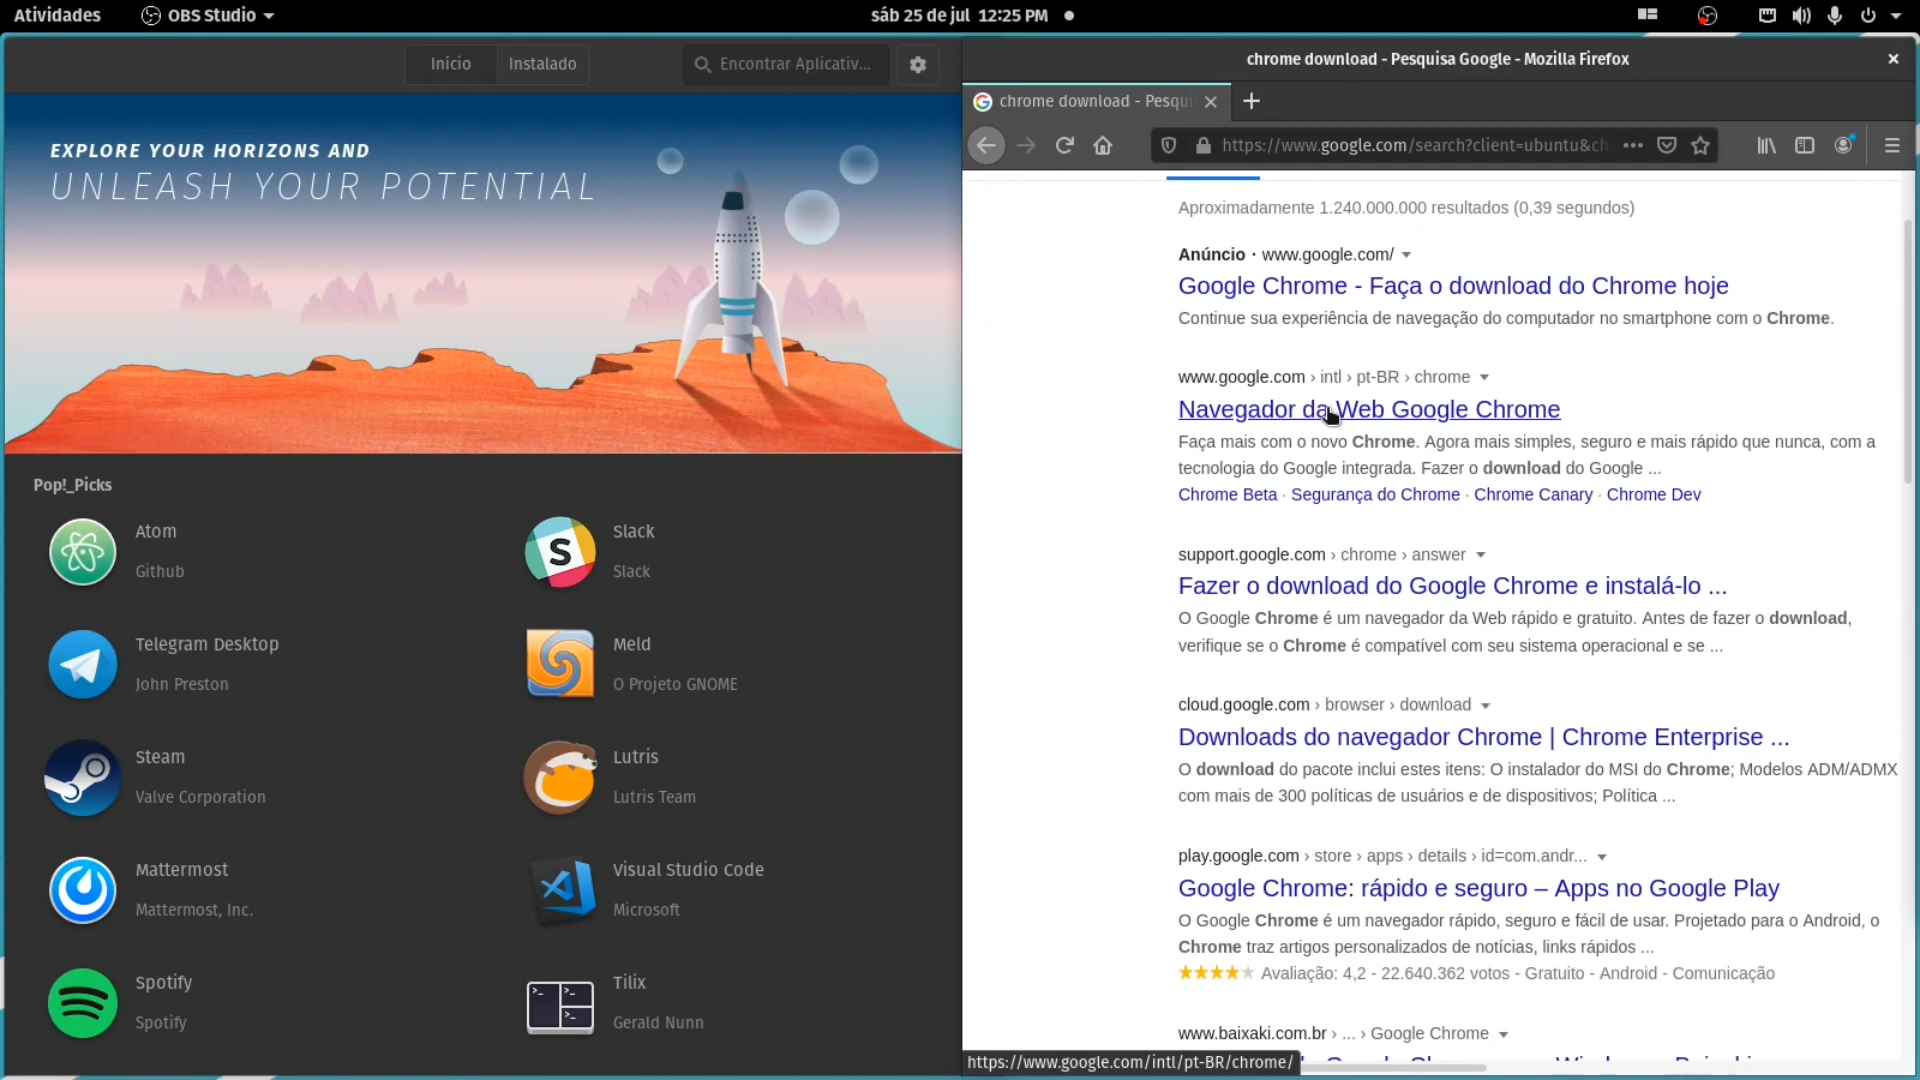 Atividades
OBS Studio
sáb 25 de jul 12:25 PM
Início
Instalado
Encontrar Aplicativ...
EXPLORE YOUR HORIZONS AND
UNLEASH YOUR POTENTIAL
Pop!_Picks
Atom
Github
Slack
Slack
Telegram Desktop
John Preston
Meld
O Projeto GNOME
Steam
Valve Corporation
Lutris
Lutris Team
Mattermost
Mattermost, Inc.
Visual Studio Code
Microsoft
Spotify
Spotify
Tilix
Gerald Nunn
chrome download - Pesquisa Google - Mozilla Firefox
chrome download - Pesqui
https://www.google.com/search?client=ubuntu&ch
Aproximadamente 1.240.000.000 resultados (0,39 segundos)
Anúncio · www.google.com/
Google Chrome - Faça o download do Chrome hoje
Continue sua experiência de navegação do computador no smartphone com o Chrome.
www.google.com › intl › pt-BR › chrome
Navegador da Web Google Chrome
Faça mais com o novo Chrome. Agora mais simples, seguro e mais rápido que nunca, com a
tecnologia do Google integrada. Fazer o download do Google ...
Chrome Beta · Segurança do Chrome · Chrome Canary · Chrome Dev
support.google.com › chrome › answer
Fazer o download do Google Chrome e instalá-lo ...
O Google Chrome é um navegador da Web rápido e gratuito. Antes de fazer o download,
verifique se o Chrome é compatível com seu sistema operacional e se ...
cloud.google.com › browser › download
Downloads do navegador Chrome | Chrome Enterprise ...
O download do pacote inclui estes itens: O instalador do MSI do Chrome; Modelos ADM/ADMX
com mais de 300 políticas de usuários e de dispositivos; Política ...
play.google.com › store › apps › details › id=com.andr...
Google Chrome: rápido e seguro – Apps no Google Play
O Google Chrome é um navegador rápido, seguro e fácil de usar. Projetado para o Android, o
Chrome traz artigos personalizados de notícias, links rápidos ...
Avaliação: 4,2 - 22.640.362 votos - Gratuito - Android - Comunicação
www.baixaki.com.br › ... › Google Chrome
https://www.google.com/intl/pt-BR/chrome/